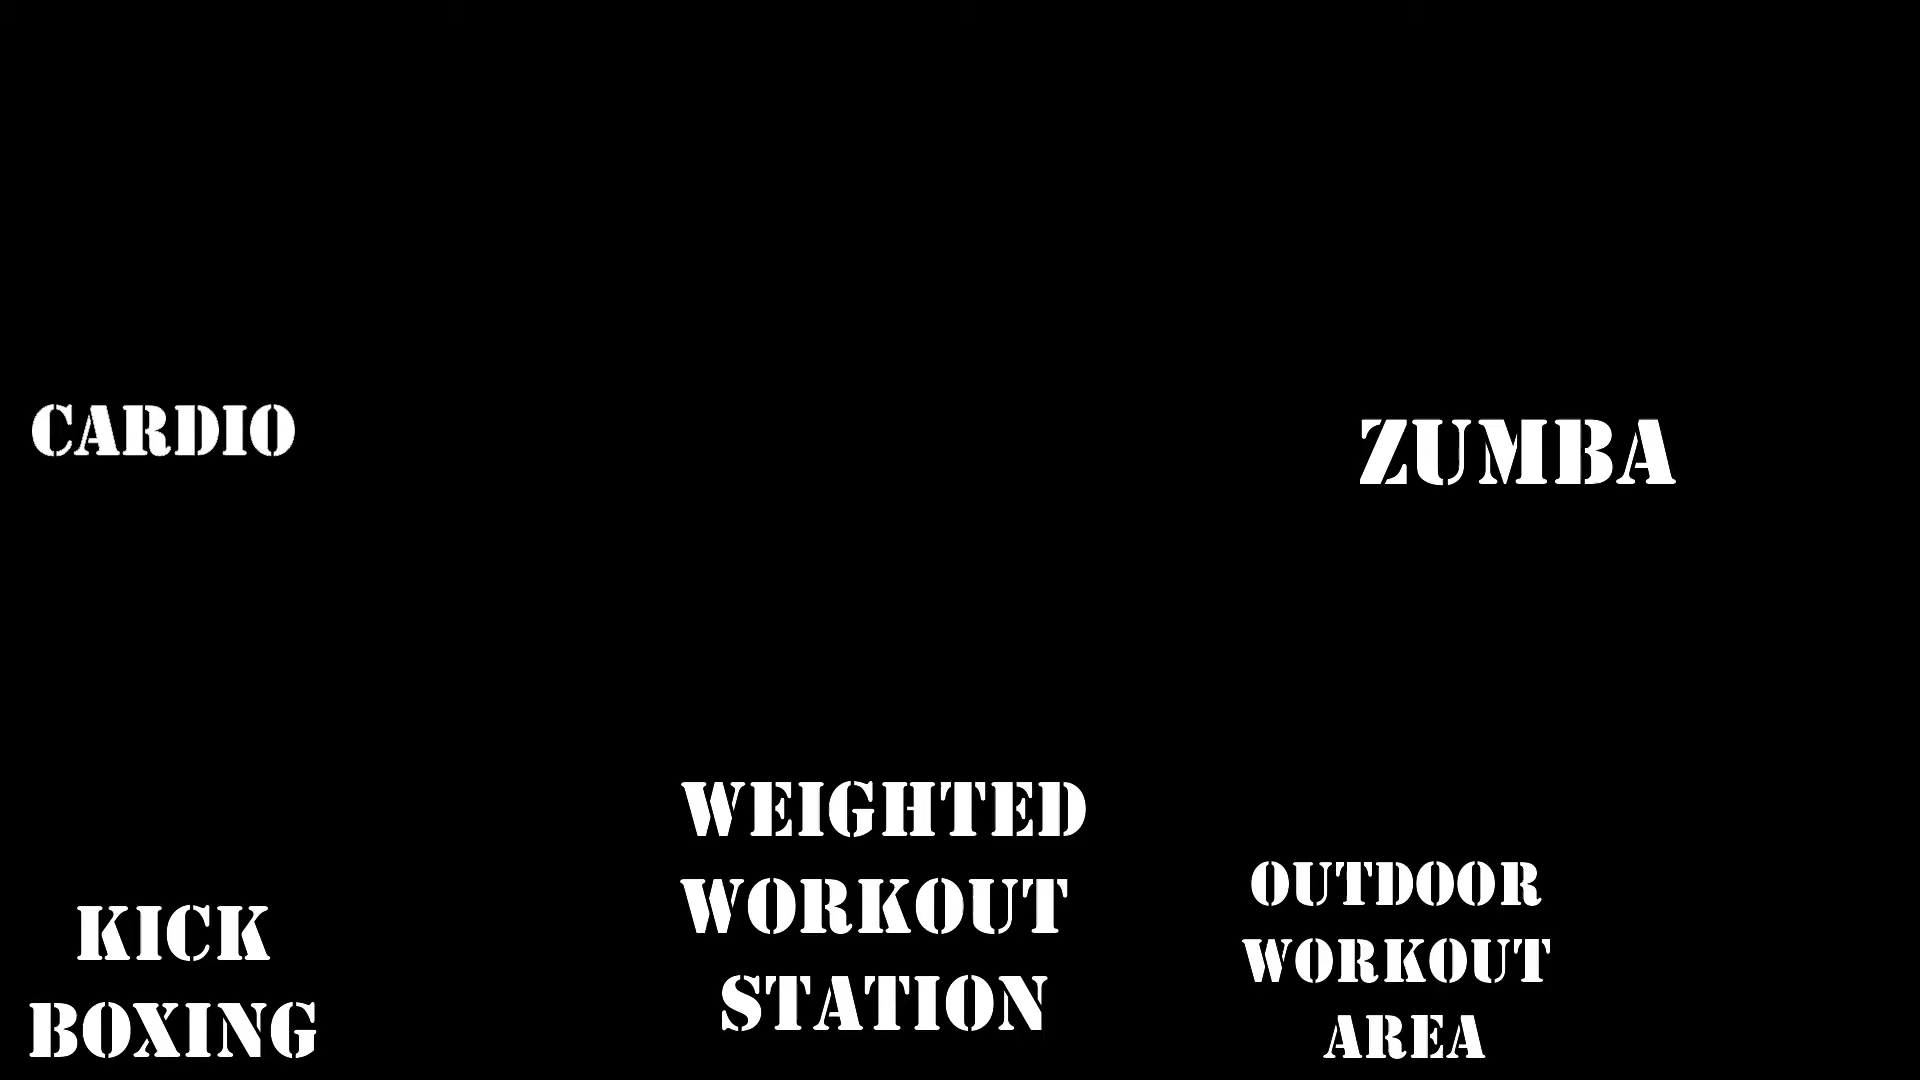 CARDIO
ZUMBA
KICK
BOXING
WEIGHTED
WORKOUT
STATION
OUTDOOR
WORKOUT
AREA